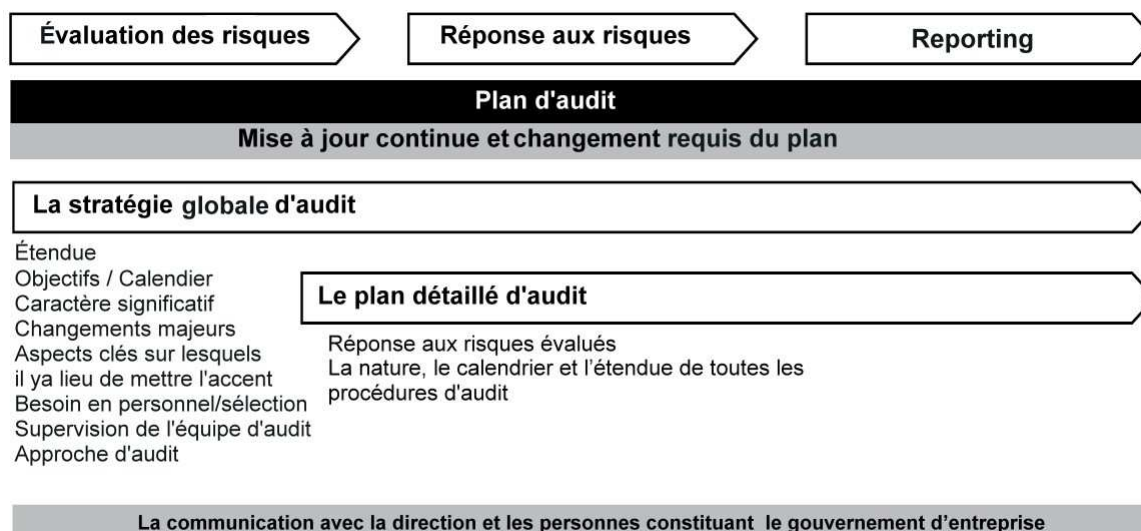 Évaluation des risques
Réponse aux risques
Reporting
Plan d'audit
Mise à jour continue et changement requis du plan
La stratégie globale d'audit
Étendue
Objectifs / Calendier
Caractère significatif
Changements majeurs
Aspects clés sur lesquels
il ya lieu de mettre l'accent
Besoin en personnel/sélection
Supervision de l'équipe d'audit
Approche d'audit
Le plan détaillé d'audit
Réponse aux risques évalués
La nature, le calendrier et l'étendue de toutes les
procédures d'audit
La communication avec la direction et les personnes constituant le gouvernement d'entreprise